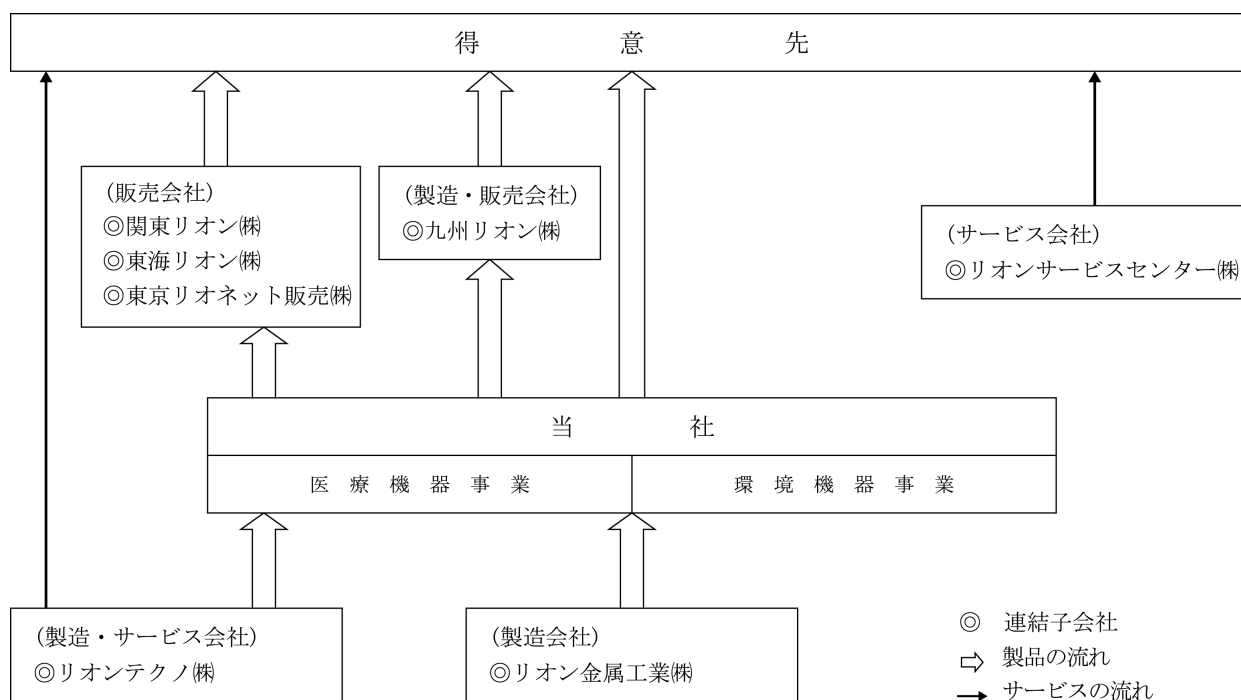 得意先
(販売会社)
◎関東リオン㈱
◎東海リオン㈱
◎東京リオネット販売㈱
(製造・販売会社)
◎九州リオン㈱
(サービス会社)
◎リオンサービスセンター㈱
当社
医療機器事業
環境機器事業
(製造・サービス会社)
◎リオンテクノ㈱
(製造会社)
◎リオン金属工業㈱
◎ 連結子会社
⇨ 製品の流れ
→ サービスの流れ